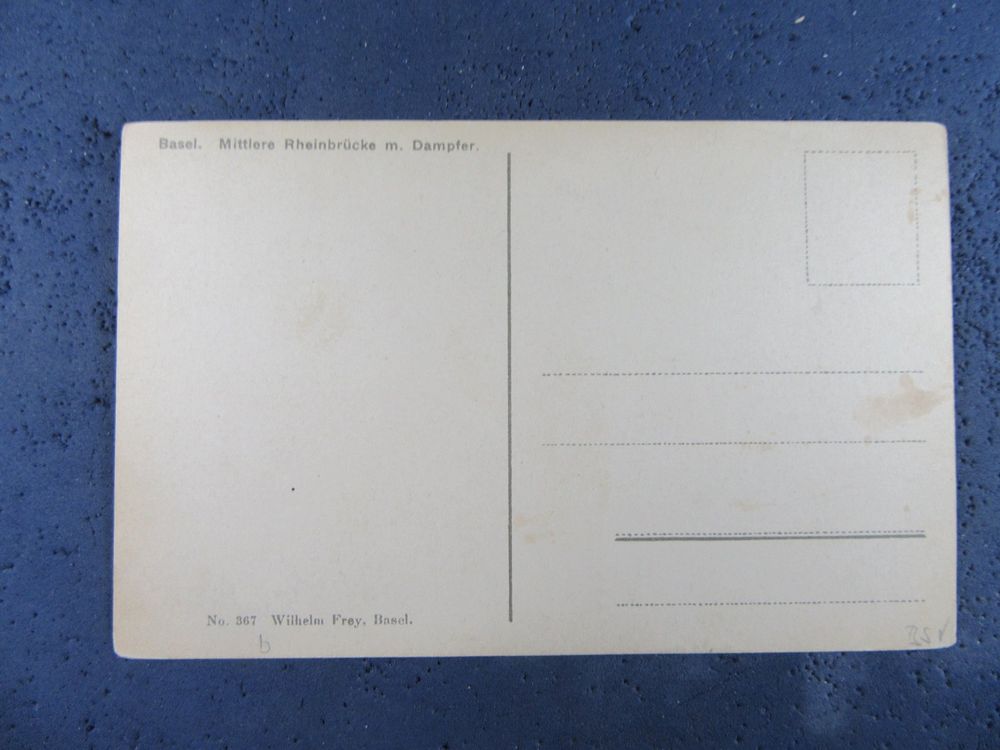 Basel. Mittlere Rheinbrücke m. Dampfer.
No. 367 Wilhelm Frey, Basel.
b